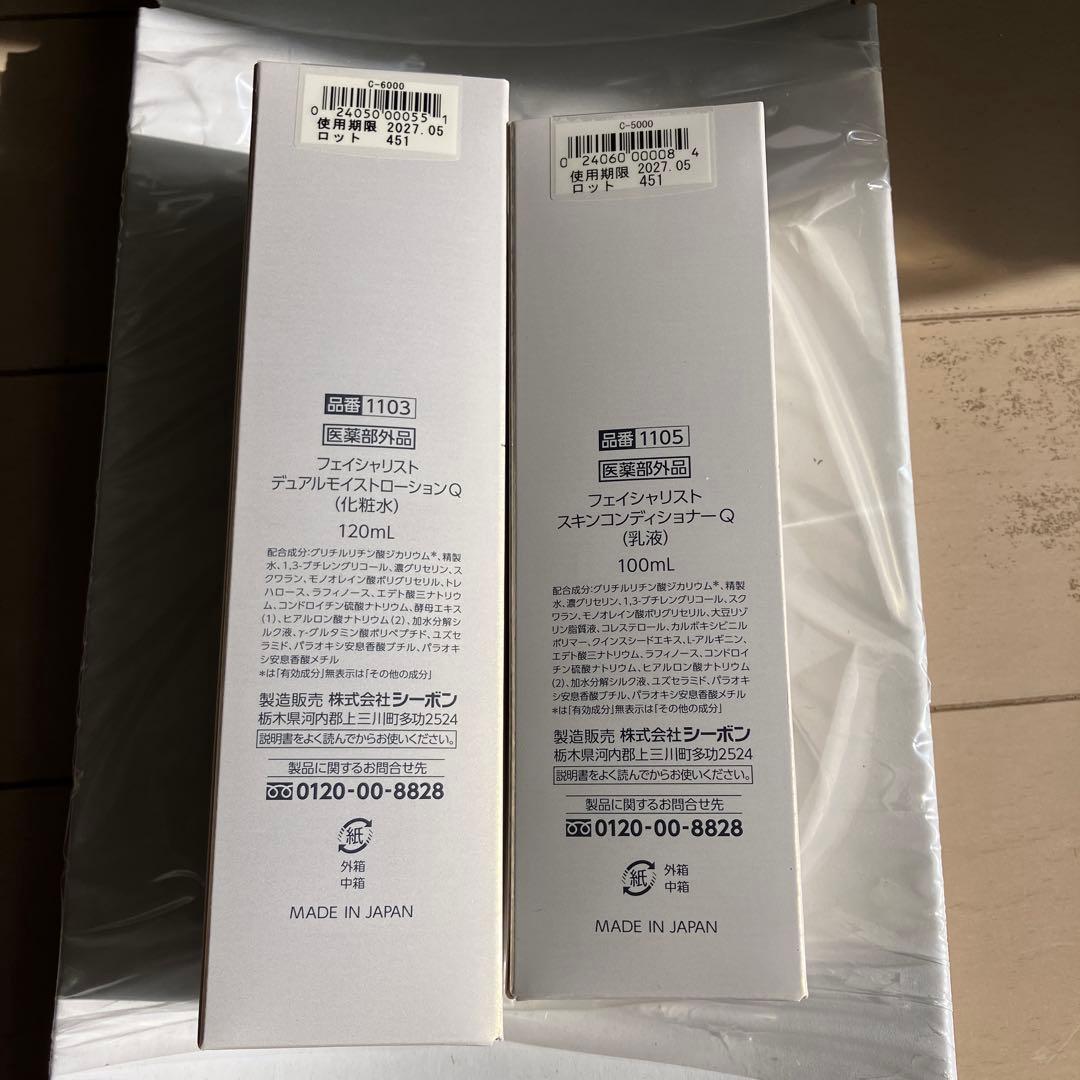 C-6000
0 24050 00055 1
使用期限 2027.05
ロット 451
品番 1103
医薬部外品
フェイシャリスト
デュアルモイストローションQ
(化粧水)
120mL
配合成分:グリチルリチン酸ジカリウム*、精製
水、1,3-ブチレングリコール、濃グリセリン、ス
クワラン、モノオレイン酸ポリグリセリル、トレ
ハロース、ラフィノース、エデト酸三ナトリウ
ム、コンドロイチン硫酸ナトリウム、酵母エキス
(1)、ヒアルロン酸ナトリウム(2)、加水分解シ
ルク液、γ-グルタミン酸ポリペプチド、ユズセ
ラミド、パラオキシ安息香酸ブチル、パラオキ
シ安息香酸メチル
*は「有効成分」無表示は「その他の成分」
製造販売 株式会社シーボン
栃木県河内郡上三川町多功2524
説明書をよく読んでからお使いください。
製品に関するお問合せ先
0120-00-8828
紙
外箱
中箱
MADE IN JAPAN
C-5000
0 24060 00008 4
使用期限 2027.05
ロット 451
品番 1105
医薬部外品
フェイシャリスト
スキンコンディショナーQ
(乳液)
100mL
配合成分:グリチルリチン酸ジカリウム*、精製
水、濃グリセリン、1,3-ブチレングリコール、スク
ワラン、モノオレイン酸ポリグリセリル、大豆リゾ
リン脂質液、コレステロール、カルボキシビニル
ポリマー、クインスシードエキス、L-アルギニン、
エデト酸三ナトリウム、ラフィノース、コンドロイ
チン硫酸ナトリウム、ヒアルロン酸ナトリウム
(2)、加水分解シルク液、ユズセラミド、パラオキ
シ安息香酸ブチル、パラオキシ安息香酸メチル
*は「有効成分」無表示は「その他の成分」
製造販売 株式会社シーボン
栃木県河内郡上三川町多功2524
説明書をよく読んでからお使いください。
製品に関するお問合せ先
0120-00-8828
紙
外箱
中箱
MADE IN JAPAN